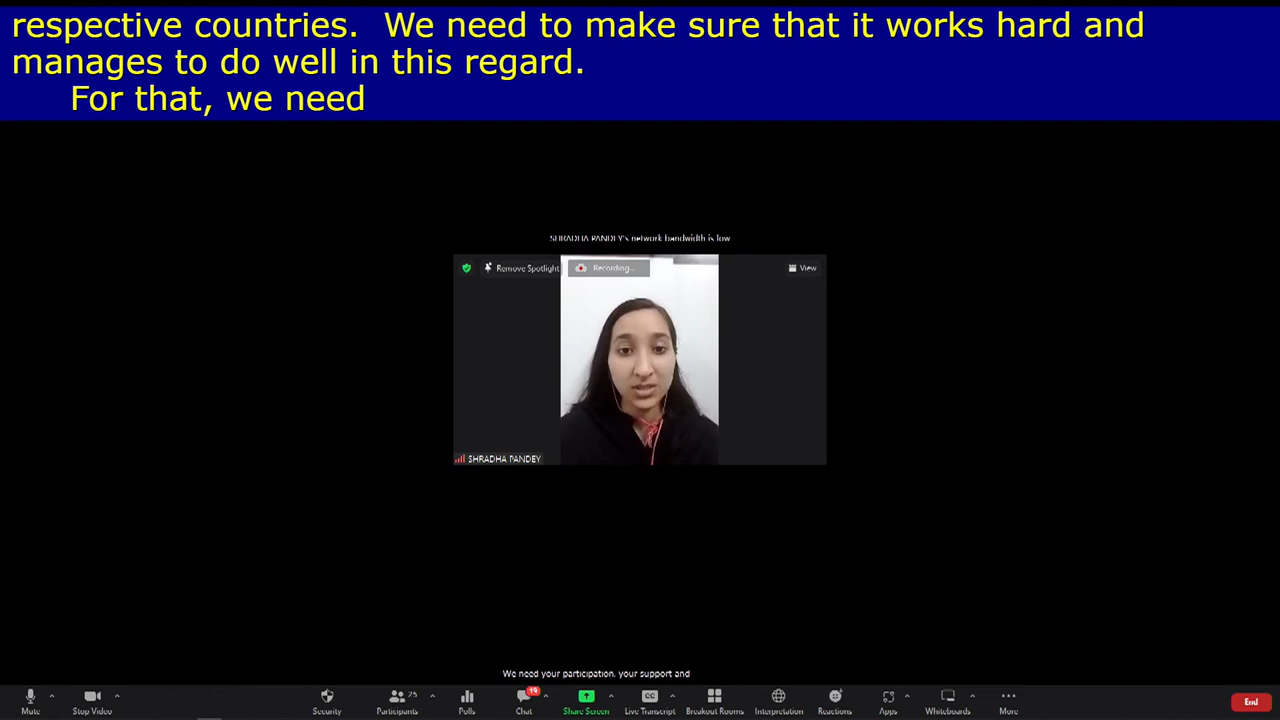 respective countries.  We need to make sure that it works hard and
manages to do well in this regard.
For that, we need
SHRADHA PANDEY's network bandwidth is low
Remove Spotlight
Recording...
View
SHRADHA PANDEY
We need your participation, your support and
Mute
Stop Video
Security
25
Participants
Polls
19
Chat
Share Screen
CC
Live Transcript
Breakout Rooms
Interpretation
Reactions
Apps
Whiteboards
More
End